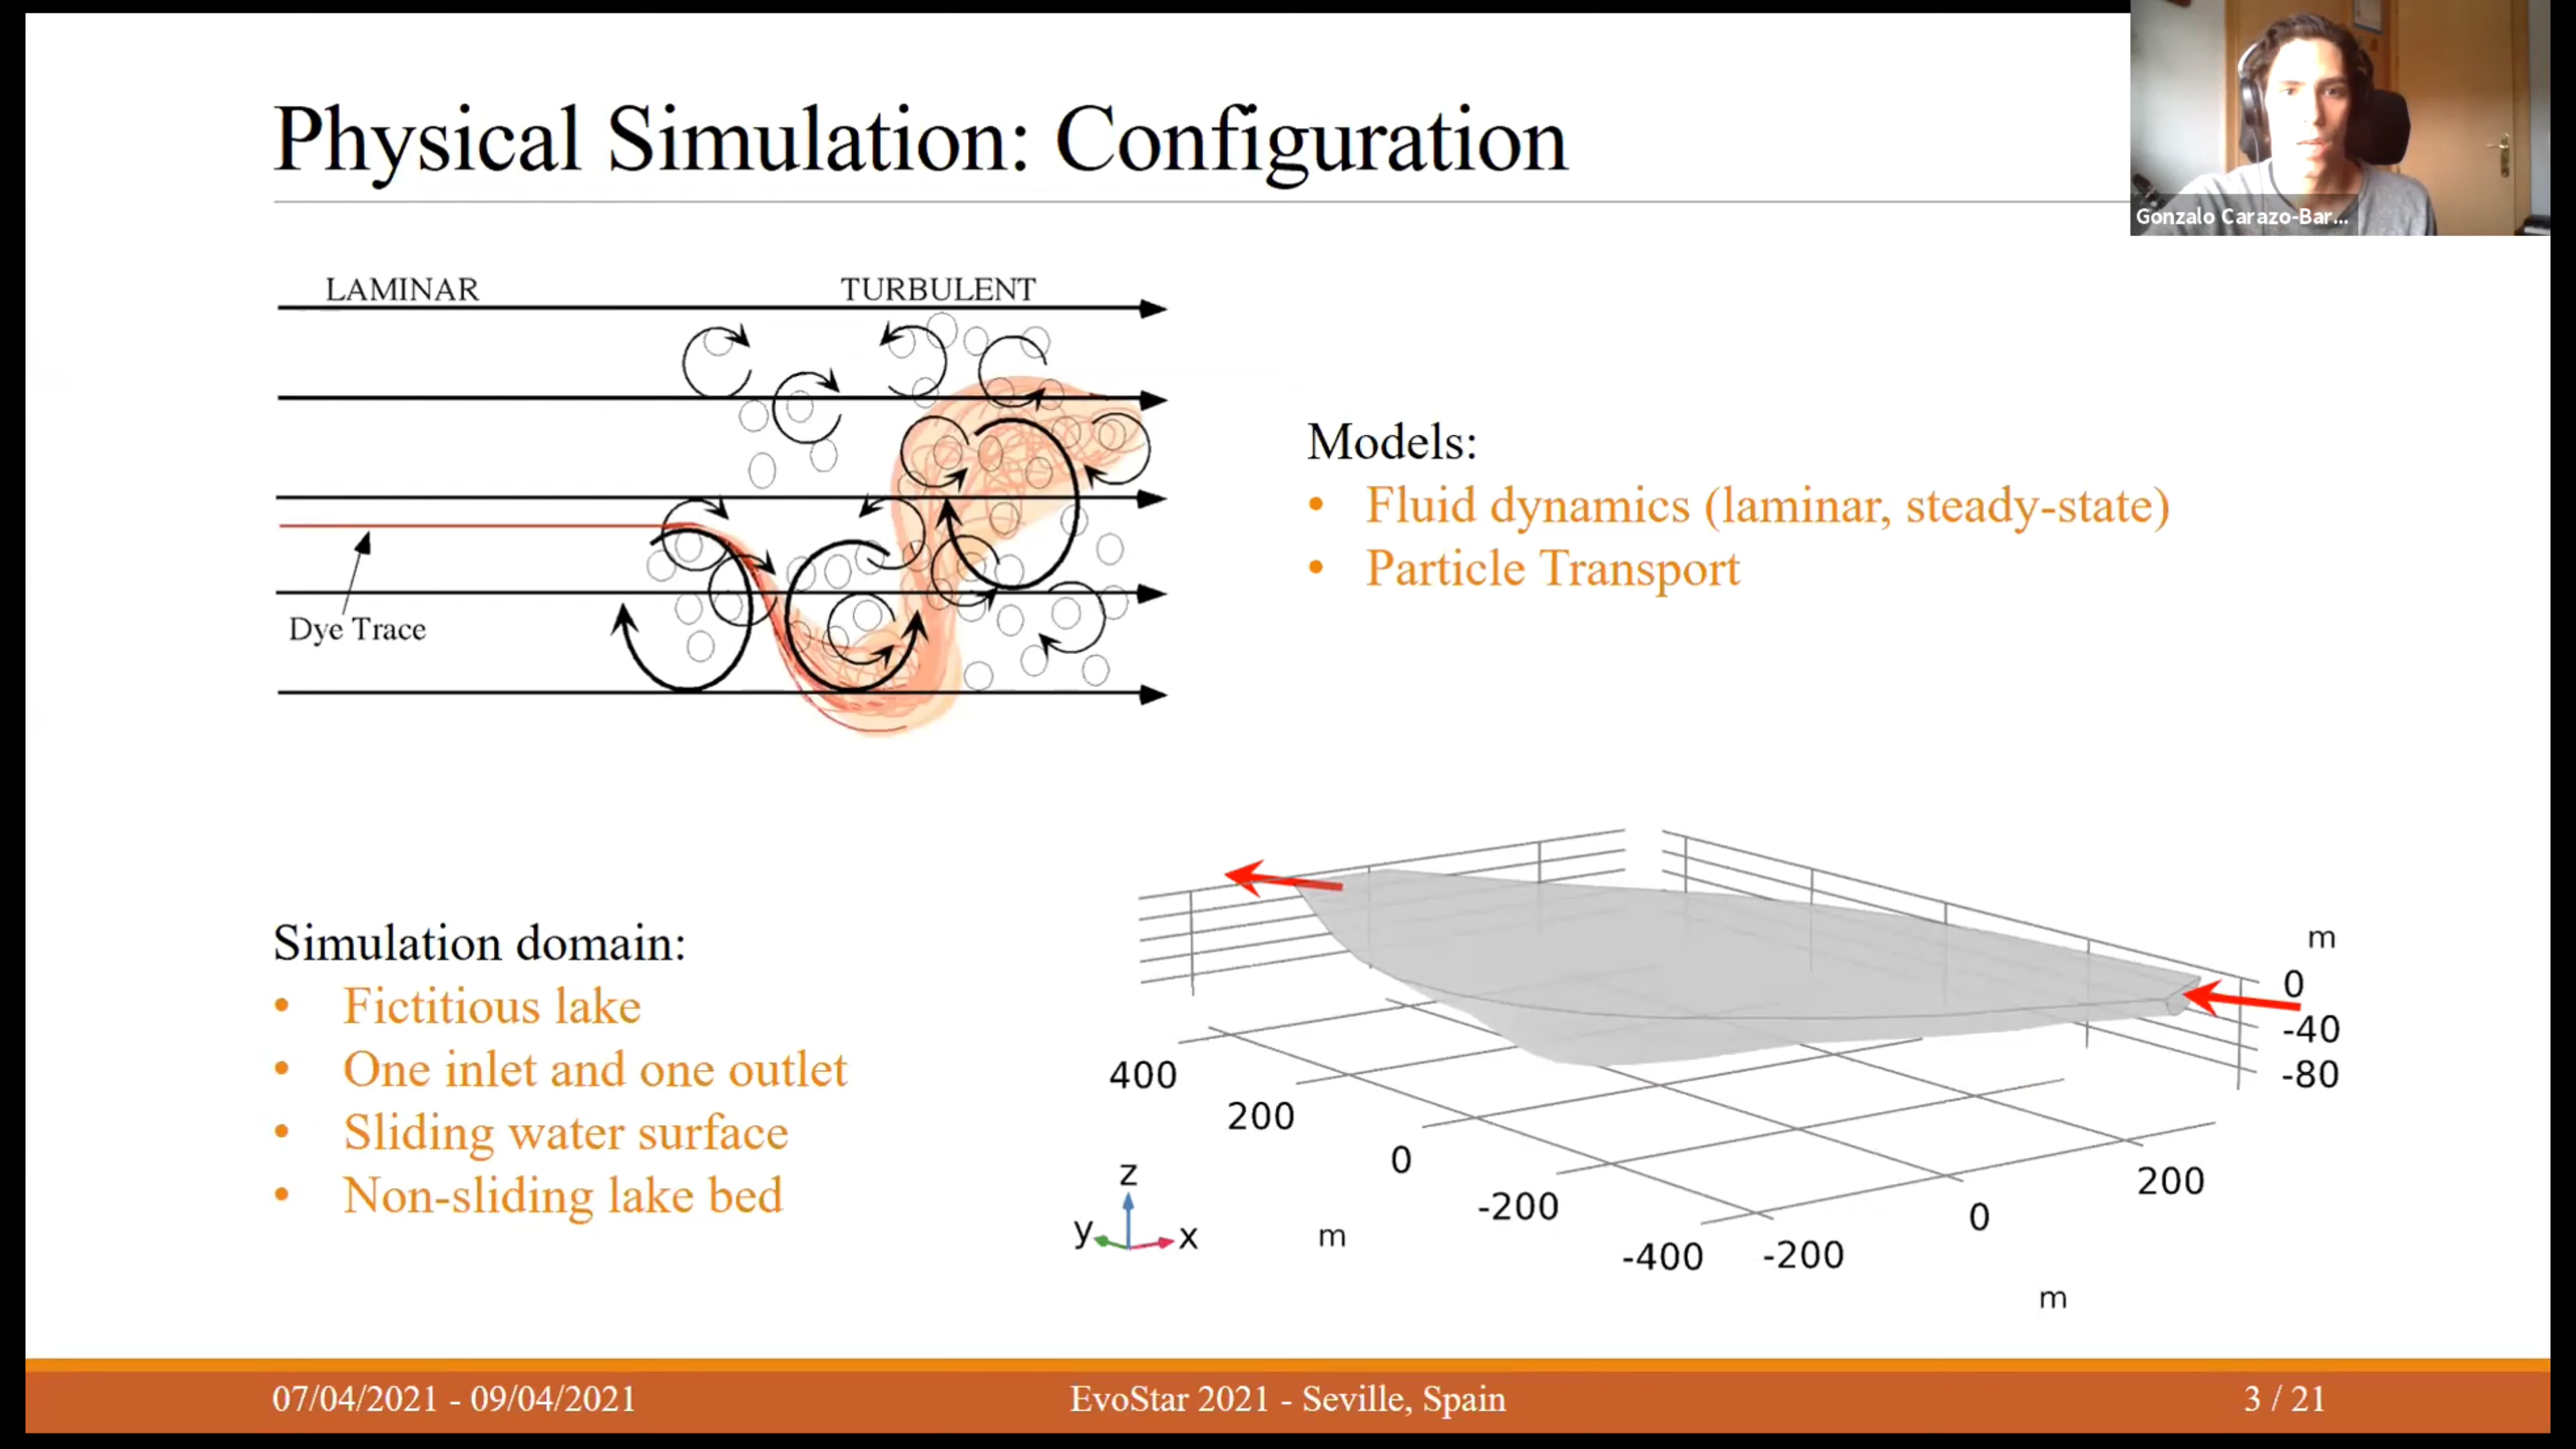 Physical Simulation: Configuration
Gonzalo Carazo-Bar...
LAMINAR
TURBULENT
Dye Trace
Models:
• Fluid dynamics (laminar, steady-state)
• Particle Transport
Simulation domain:
• Fictitious lake
• One inlet and one outlet
• Sliding water surface
• Non-sliding lake bed
m
0
-40
-80
400
200
0
-200
-400
m
-200
0
200
m
z
y
x
07/04/2021 - 09/04/2021
EvoStar 2021 - Seville, Spain
3 / 21